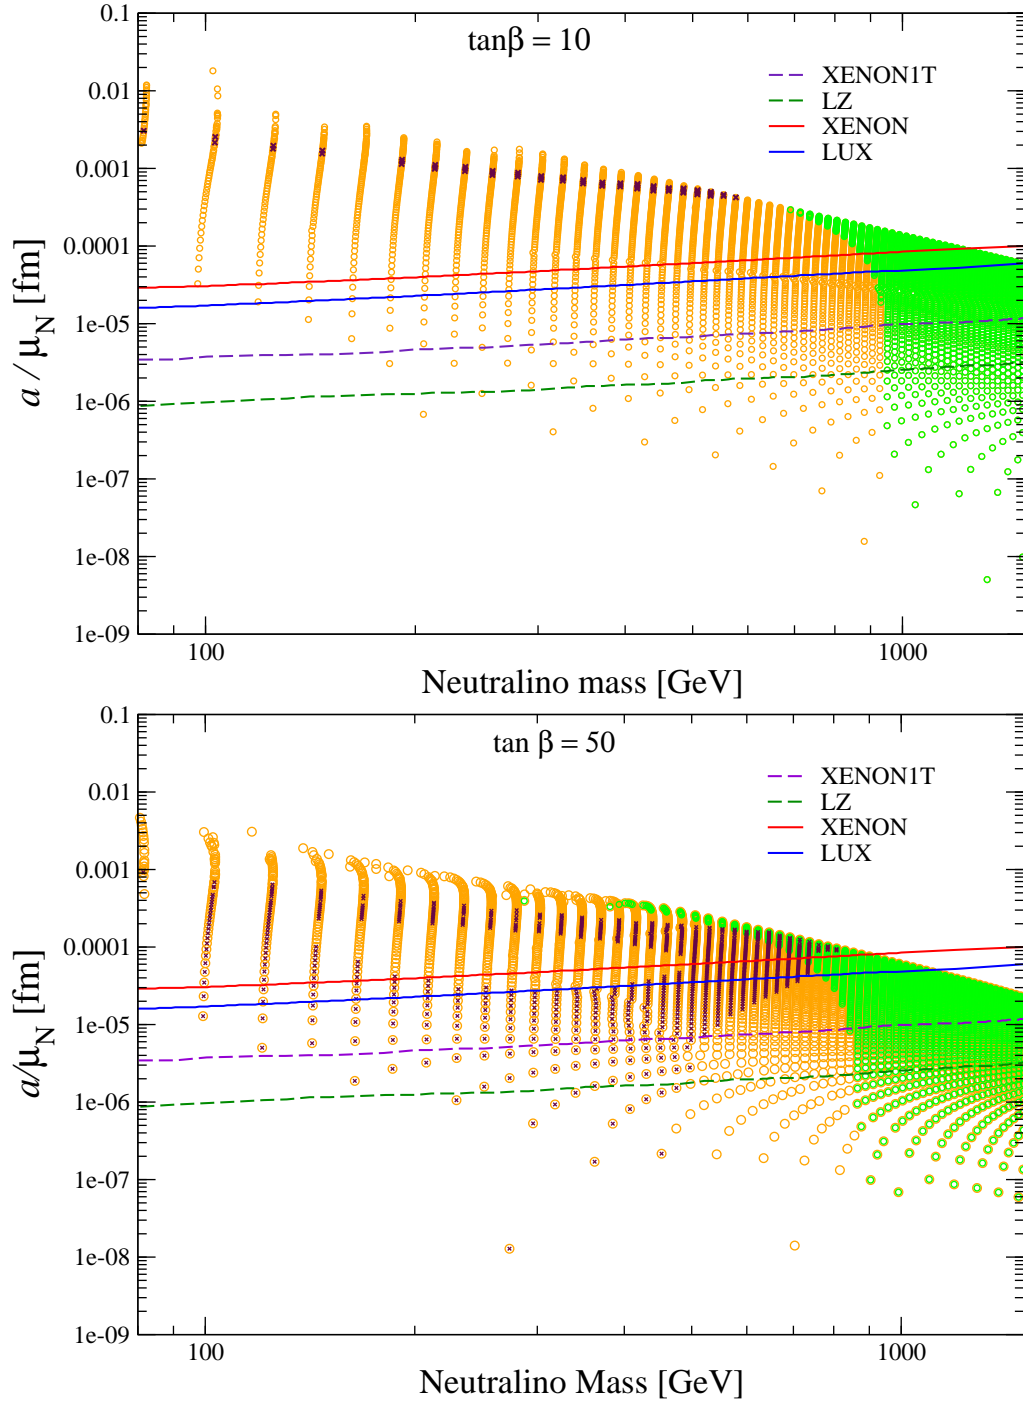 tanβ = 10
XENON1T
LZ
XENON
LUX
0.1
0.01
0.001
0.0001
1e-05
1e-06
1e-07
1e-08
1e-09
a / μN [fm]
100
1000
Neutralino mass [GeV]
tan β = 50
XENON1T
LZ
XENON
LUX
0.1
0.01
0.001
0.0001
1e-05
1e-06
1e-07
1e-08
1e-09
a/μN [fm]
100
1000
Neutralino Mass [GeV]